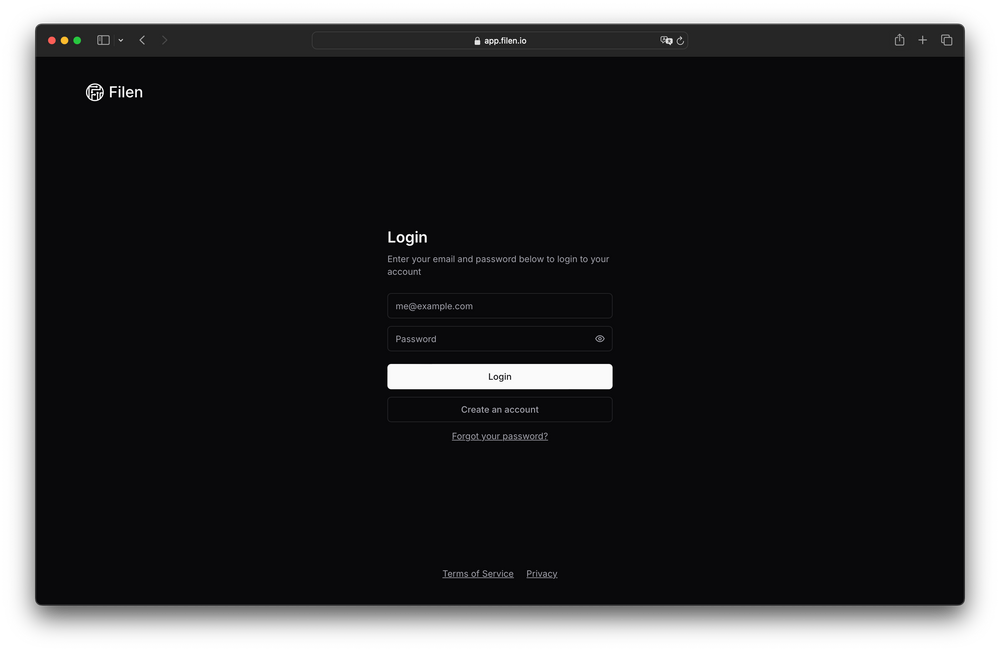 app.filen.io
Filen
Login
Enter your email and password below to login to your
account
me@example.com
Password
Login
Create an account
Forgot your password?
Terms of Service
Privacy